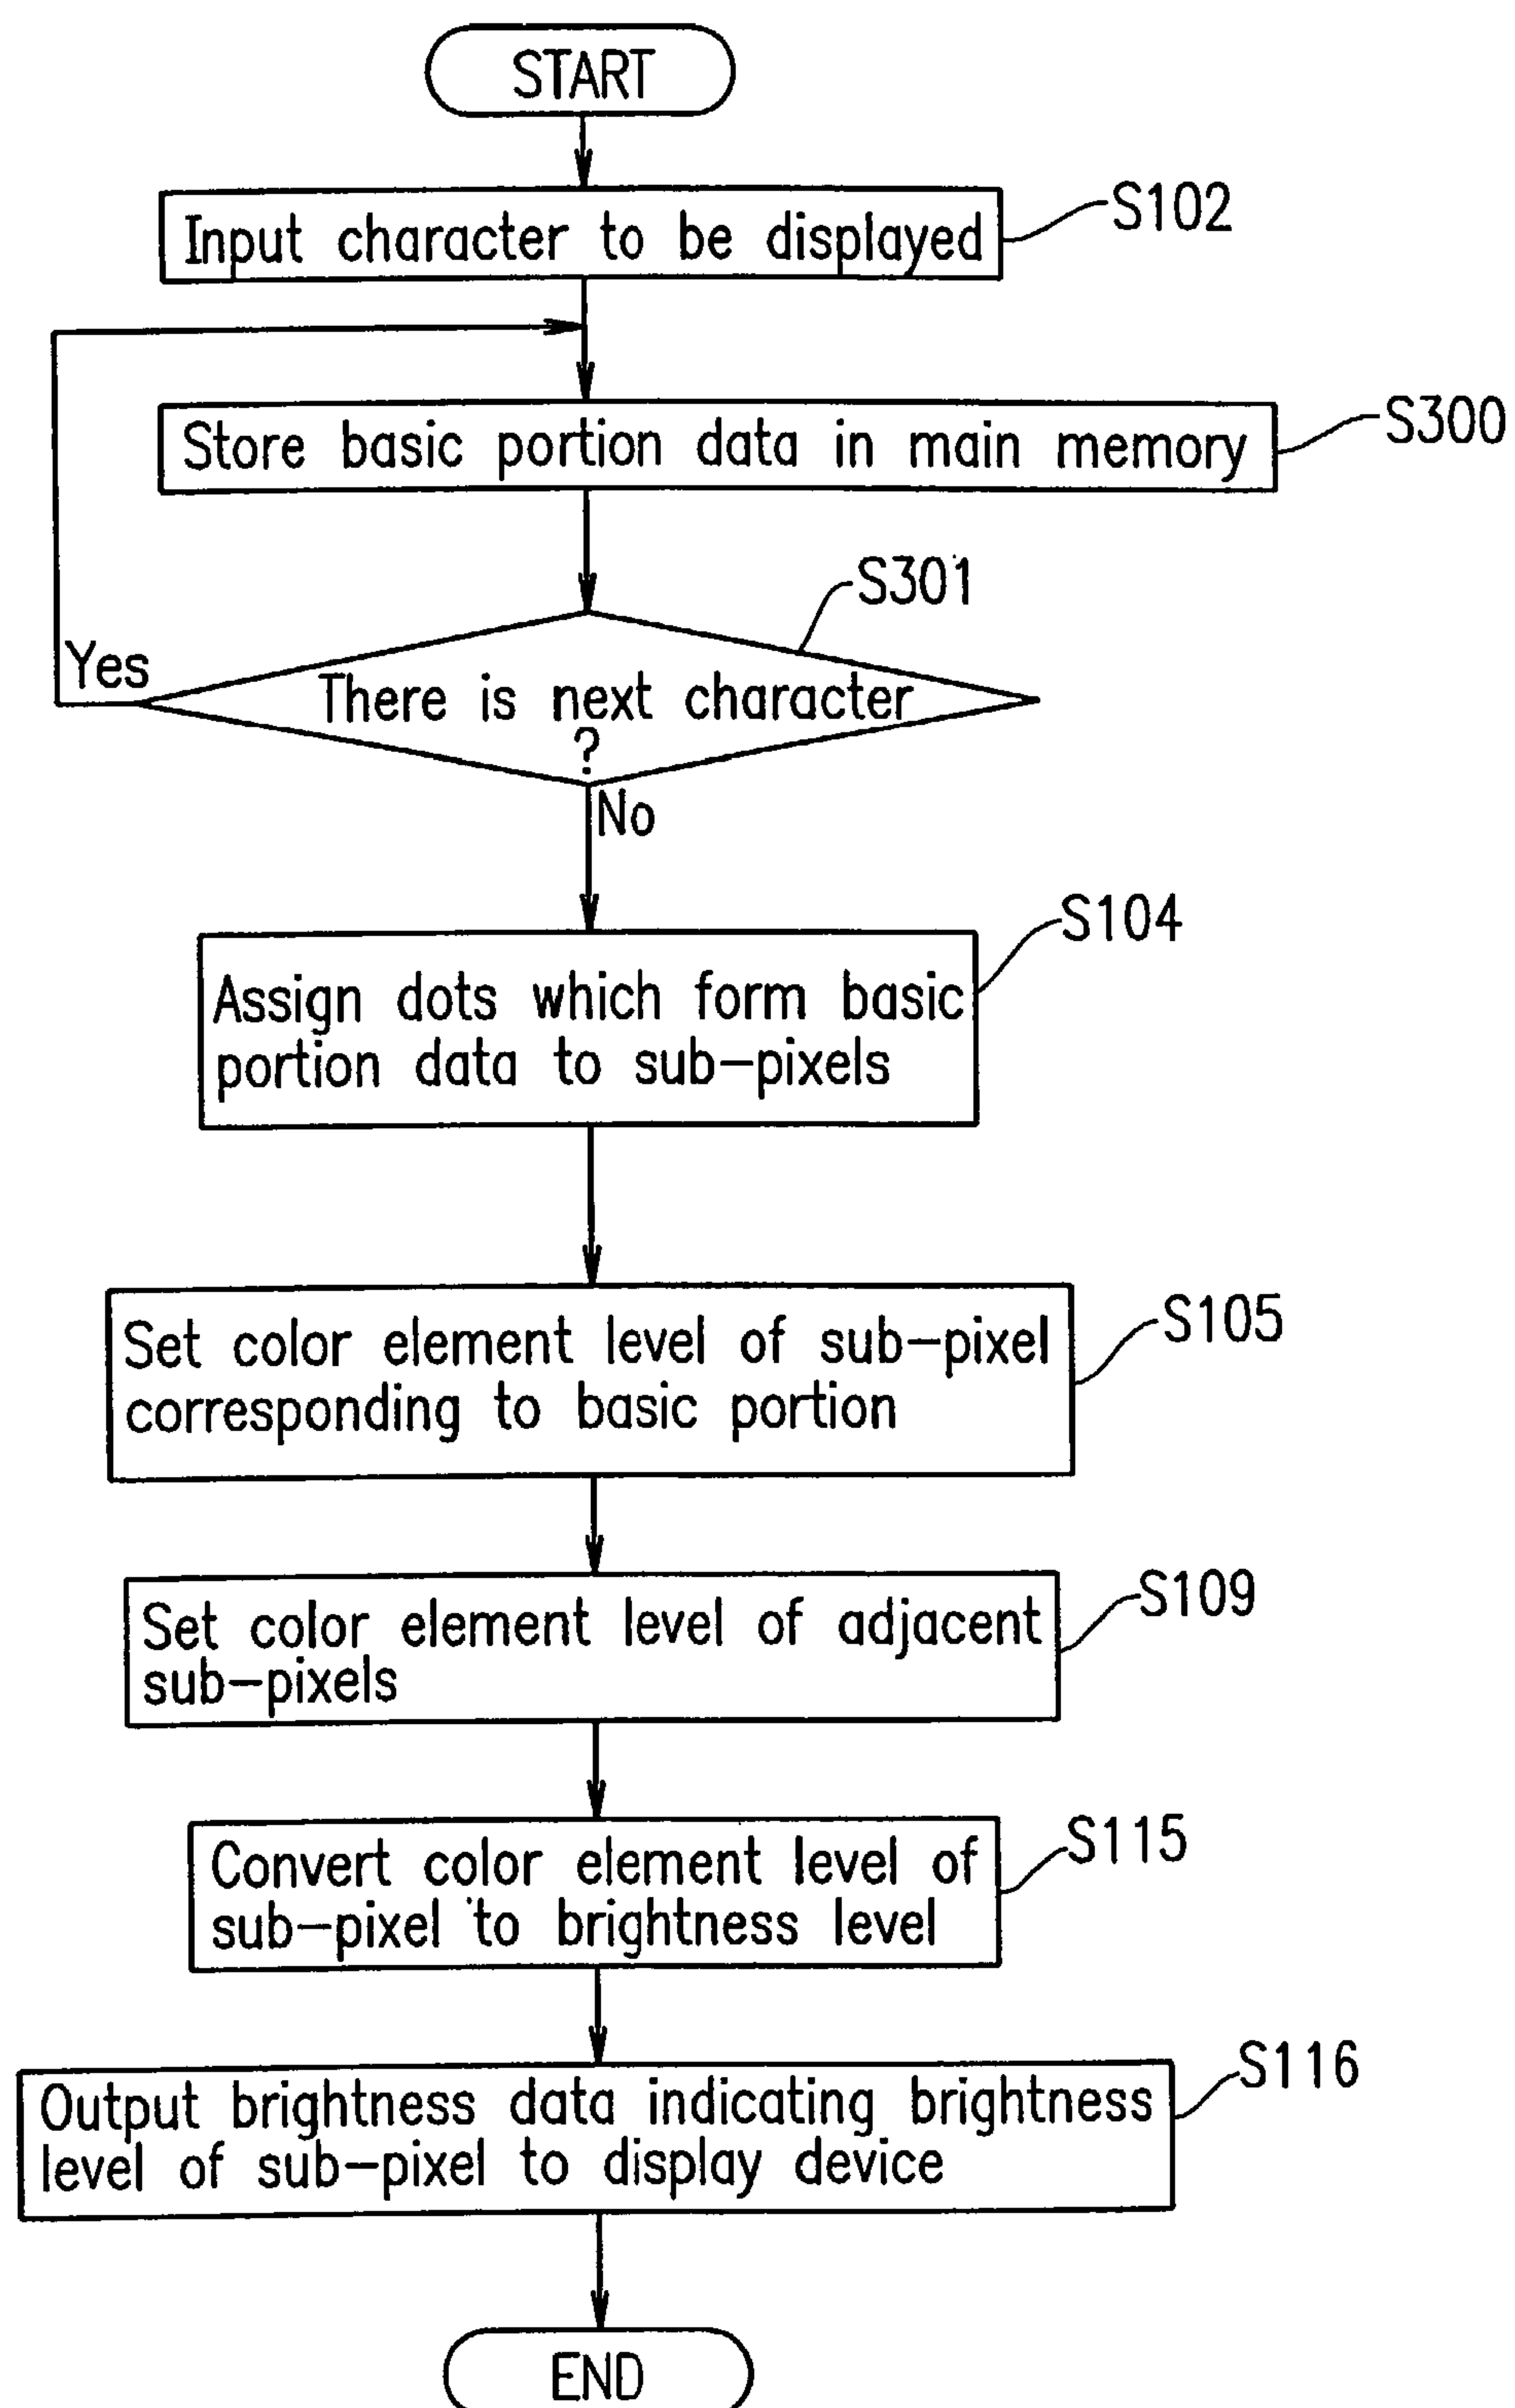 START
Input character to be displayed
S102
Store basic portion data in main memory
S300
S301
Yes
There is next character
?
No
S104
Assign dots which form basic
portion data to sub-pixels
S105
Set color element level of sub-pixel
corresponding to basic portion
S109
Set color element level of adjacent
sub-pixels
S115
Convert color element level of
sub-pixel to brightness level
S116
Output brightness data indicating brightness
level of sub-pixel to display device
END